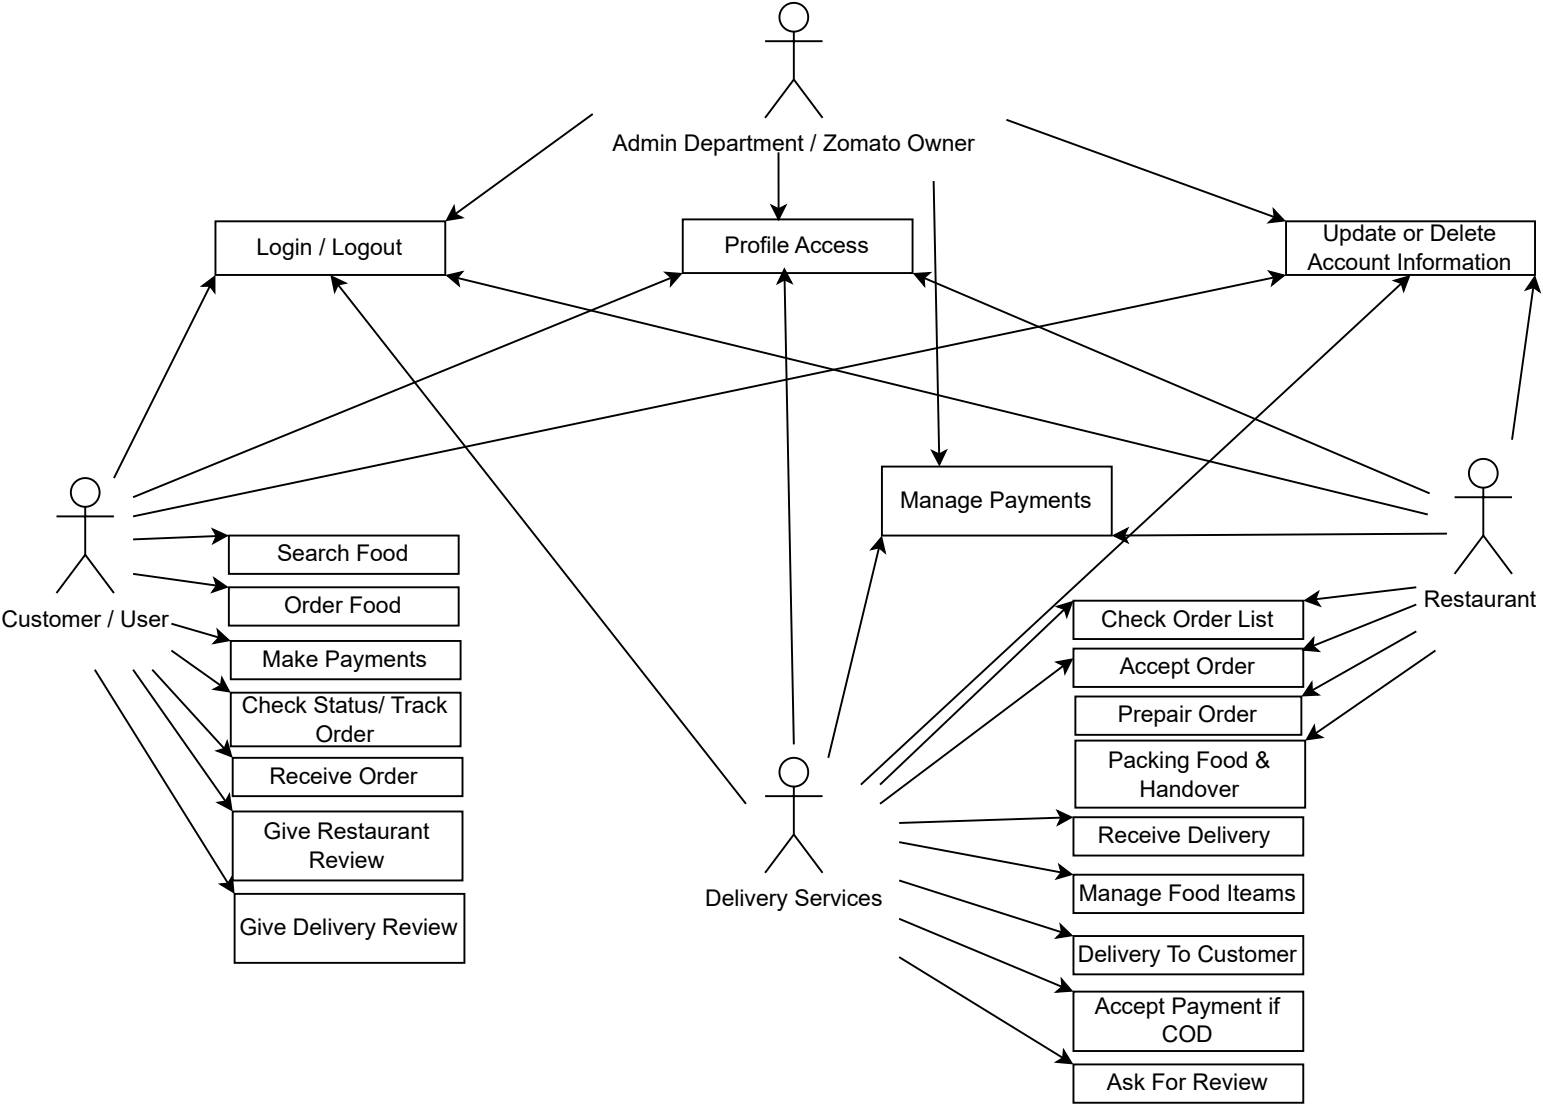 Admin Department / Zomato Owner
Login / Logout
Profile Access
Update or Delete
Account Information
Manage Payments
Customer / User
Search Food
Order Food
Make Payments
Check Status/ Track
Order
Receive Order
Give Restaurant
Review
Give Delivery Review
Delivery Services
Restaurant
Check Order List
Accept Order
Prepair Order
Packing Food &
Handover
Receive Delivery
Manage Food Iteams
Delivery To Customer
Accept Payment if
COD
Ask For Review